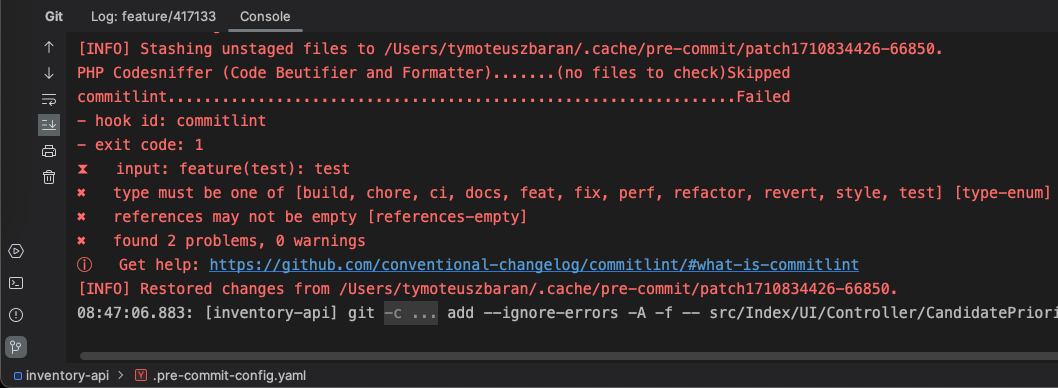 Git Log: feature/417133 Console
[INFO] Stashing unstaged files to /Users/tymoteuszbaran/.cache/pre-commit/patch1710834426-66850.
PHP Codesniffer (Code Beutifier and Formatter).......(no files to check)Skipped
commitlint...............................................................Failed
- hook id: commitlint
- exit code: 1
⧗   input: feature(test): test
✖   type must be one of [build, chore, ci, docs, feat, fix, perf, refactor, revert, style, test] [type-enum]
✖   references may not be empty [references-empty]
✖   found 2 problems, 0 warnings
ⓘ   Get help: https://github.com/conventional-changelog/commitlint/#what-is-commitlint
[INFO] Restored changes from /Users/tymoteuszbaran/.cache/pre-commit/patch1710834426-66850.
08:47:06.883: [inventory-api] git -c ... add --ignore-errors -A -f -- src/Index/UI/Controller/CandidatePriori
inventory-api > Y .pre-commit-config.yaml